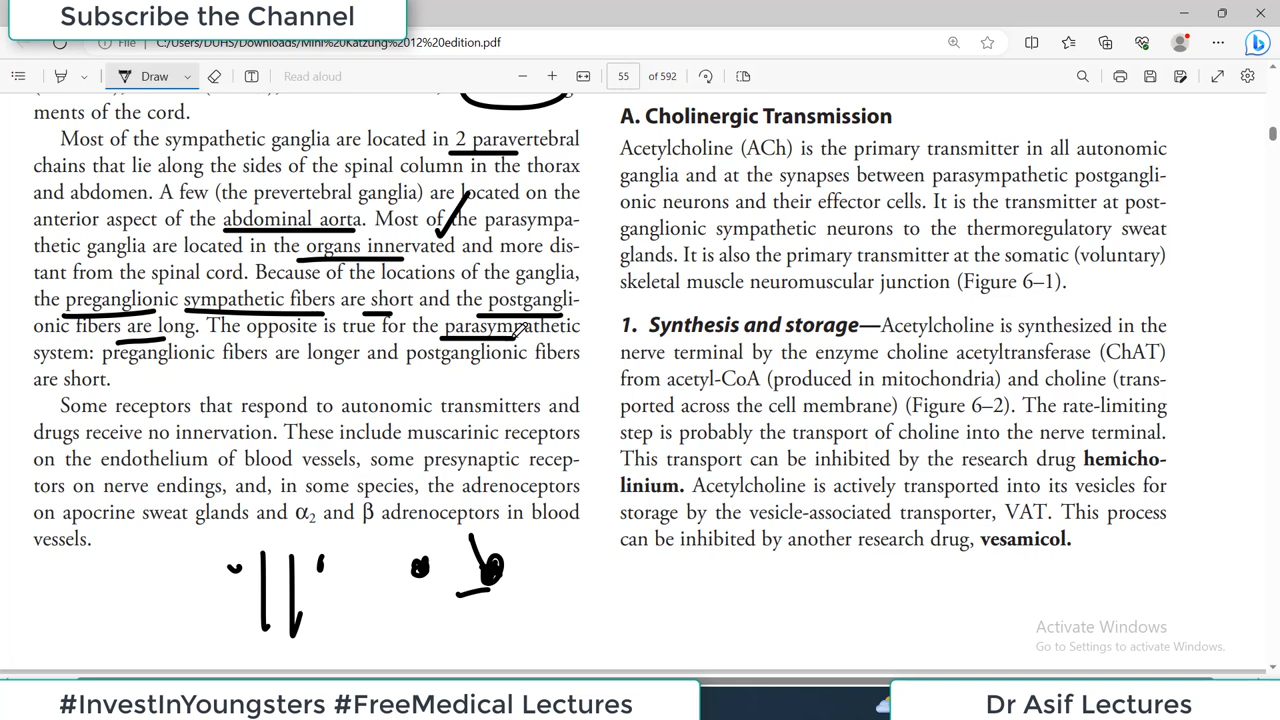 Subscribe the Channel
File C:/Users/DUHS/Downloads/Mini%20Katzung%2012%20edition.pdf
Draw Read aloud 55 of 592
ments of the cord.
Most of the sympathetic ganglia are located in 2 paravertebral
chains that lie along the sides of the spinal column in the thorax
and abdomen. A few (the prevertebral ganglia) are located on the
anterior aspect of the abdominal aorta. Most of the parasympa-
thetic ganglia are located in the organs innervated and more dis-
tant from the spinal cord. Because of the locations of the ganglia,
the preganglionic sympathetic fibers are short and the postgangli-
onic fibers are long. The opposite is true for the parasympathetic
system: preganglionic fibers are longer and postganglionic fibers
are short.
Some receptors that respond to autonomic transmitters and
drugs receive no innervation. These include muscarinic receptors
on the endothelium of blood vessels, some presynaptic recep-
tors on nerve endings, and, in some species, the adrenoceptors
on apocrine sweat glands and α2 and β adrenoceptors in blood
vessels.
A. Cholinergic Transmission
Acetylcholine (ACh) is the primary transmitter in all autonomic
ganglia and at the synapses between parasympathetic postgangli-
onic neurons and their effector cells. It is the transmitter at post-
ganglionic sympathetic neurons to the thermoregulatory sweat
glands. It is also the primary transmitter at the somatic (voluntary)
skeletal muscle neuromuscular junction (Figure 6–1).
1. Synthesis and storage—Acetylcholine is synthesized in the
nerve terminal by the enzyme choline acetyltransferase (ChAT)
from acetyl-CoA (produced in mitochondria) and choline (trans-
ported across the cell membrane) (Figure 6–2). The rate-limiting
step is probably the transport of choline into the nerve terminal.
This transport can be inhibited by the research drug hemicho-
linium. Acetylcholine is actively transported into its vesicles for
storage by the vesicle-associated transporter, VAT. This process
can be inhibited by another research drug, vesamicol.
Activate Windows
Go to Settings to activate Windows.
#InvestInYoungsters #FreeMedical Lectures
Dr Asif Lectures